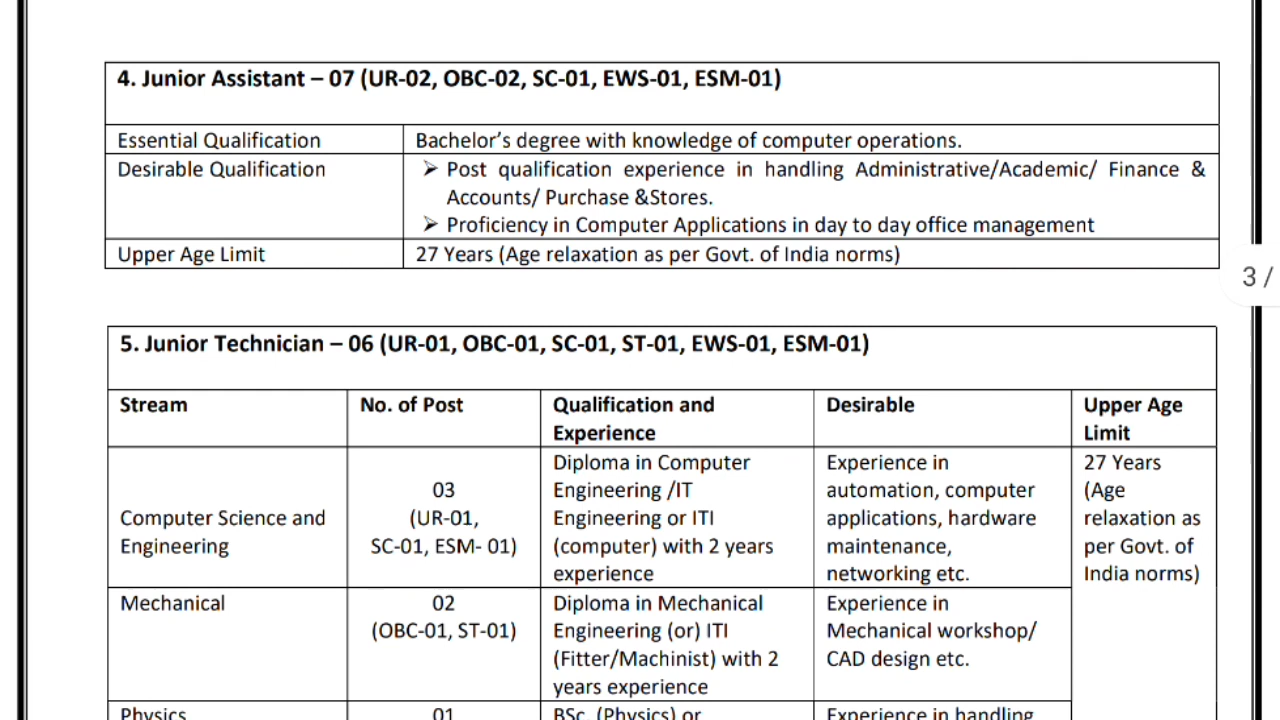 4. Junior Assistant – 07 (UR-02, OBC-02, SC-01, EWS-01, ESM-01)
Essential Qualification
Bachelor's degree with knowledge of computer operations.
Desirable Qualification
➢ Post qualification experience in handling Administrative/Academic/ Finance &
Accounts/ Purchase &Stores.
➢ Proficiency in Computer Applications in day to day office management
Upper Age Limit
27 Years (Age relaxation as per Govt. of India norms)
3 /
5. Junior Technician – 06 (UR-01, OBC-01, SC-01, ST-01, EWS-01, ESM-01)
Stream
No. of Post
Qualification and
Experience
Desirable
Upper Age
Limit
Computer Science and
Engineering
03
(UR-01,
SC-01, ESM- 01)
Diploma in Computer
Engineering /IT
Engineering or ITI
(computer) with 2 years
experience
Experience in
automation, computer
applications, hardware
maintenance,
networking etc.
27 Years
(Age
relaxation as
per Govt. of
India norms)
Mechanical
02
(OBC-01, ST-01)
Diploma in Mechanical
Engineering (or) ITI
(Fitter/Machinist) with 2
years experience
Experience in
Mechanical workshop/
CAD design etc.
Physics
01
BSc. (Physics) or
Experience in handling